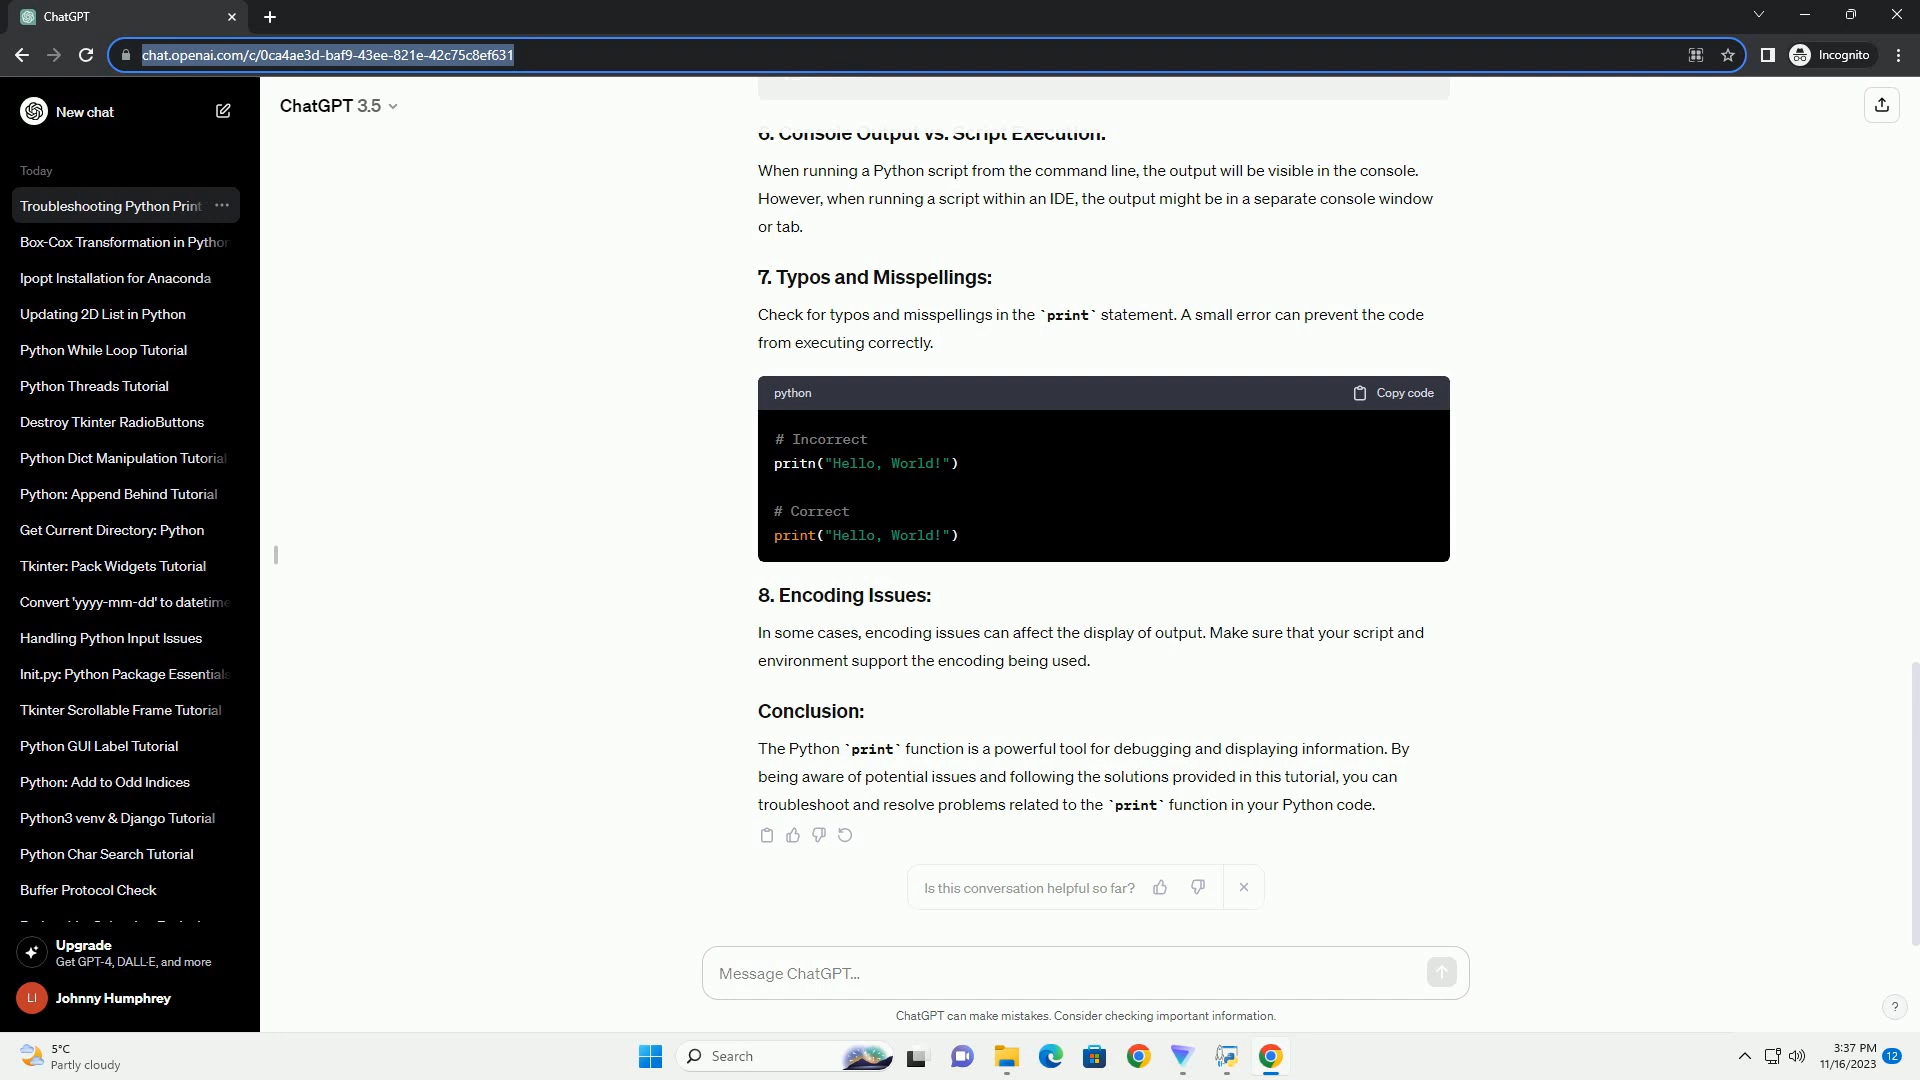 ChatGPT
chat.openai.com/c/0ca4ae3d-baf9-43ee-821e-42c75c8ef631
Incognito
New chat
Today
Troubleshooting Python Print
Box-Cox Transformation in Python
Ipopt Installation for Anaconda
Updating 2D List in Python
Python While Loop Tutorial
Python Threads Tutorial
Destroy Tkinter RadioButtons
Python Dict Manipulation Tutorial
Python: Append Behind Tutorial
Get Current Directory: Python
Tkinter: Pack Widgets Tutorial
Convert 'yyyy-mm-dd' to datetime
Handling Python Input Issues
Init.py: Python Package Essentials
Tkinter Scrollable Frame Tutorial
Python GUI Label Tutorial
Python: Add to Odd Indices
Python3 venv & Django Tutorial
Python Char Search Tutorial
Buffer Protocol Check
Upgrade
Get GPT-4, DALL·E, and more
LI
Johnny Humphrey
ChatGPT 3.5
6. Console Output vs. Script Execution:
When running a Python script from the command line, the output will be visible in the console.
However, when running a script within an IDE, the output might be in a separate console window
or tab.
7. Typos and Misspellings:
Check for typos and misspellings in the `print` statement. A small error can prevent the code
from executing correctly.
python
Copy code
# Incorrect
pritn("Hello, World!")
# Correct
print("Hello, World!")
8. Encoding Issues:
In some cases, encoding issues can affect the display of output. Make sure that your script and
environment support the encoding being used.
Conclusion:
The Python `print` function is a powerful tool for debugging and displaying information. By
being aware of potential issues and following the solutions provided in this tutorial, you can
troubleshoot and resolve problems related to the `print` function in your Python code.
Is this conversation helpful so far?
Message ChatGPT...
ChatGPT can make mistakes. Consider checking important information.
?
5°C
Partly cloudy
Search
3:37 PM
11/16/2023
12